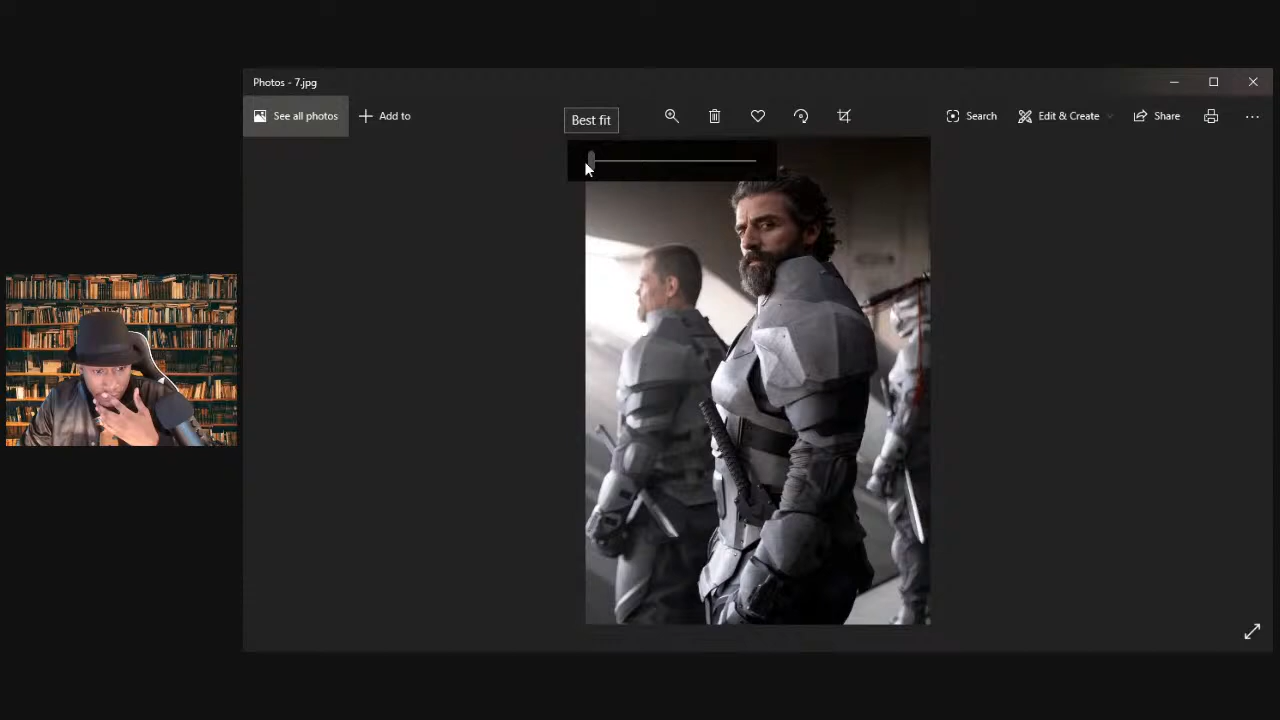 Photos - 7.jpg
See all photos
Add to
Best fit
Search
Edit & Create
Share